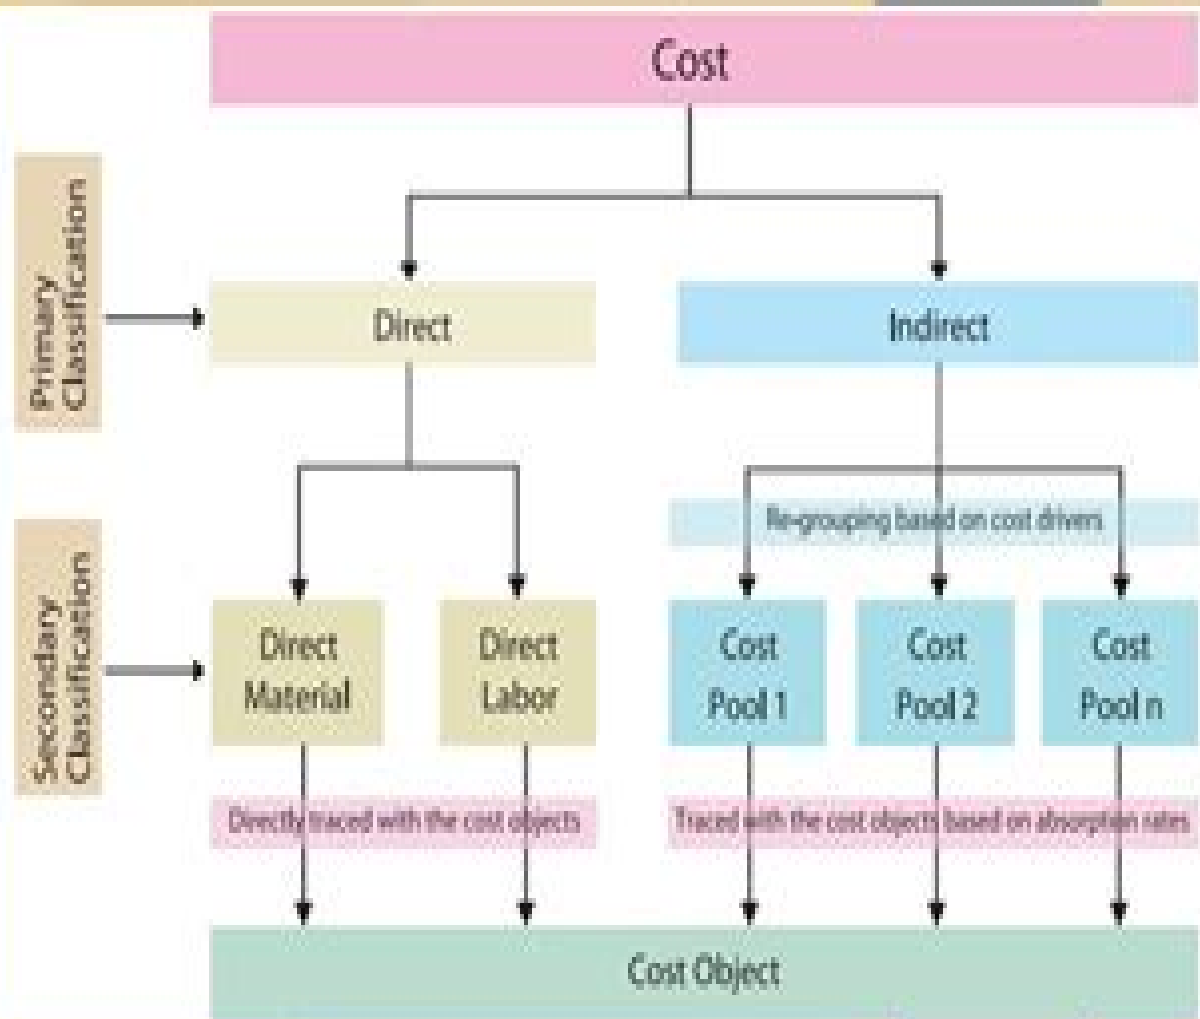 Cost
Primary
Classification
Direct
Indirect
Re-grouping based on cost drivers
Secondary
Classification
Direct
Material
Direct
Labor
Cost
Pool 1
Cost
Pool 2
Cost
Pool n
Directly traced with the cost objects
Traced with the cost objects based on absorption rates
Cost Object